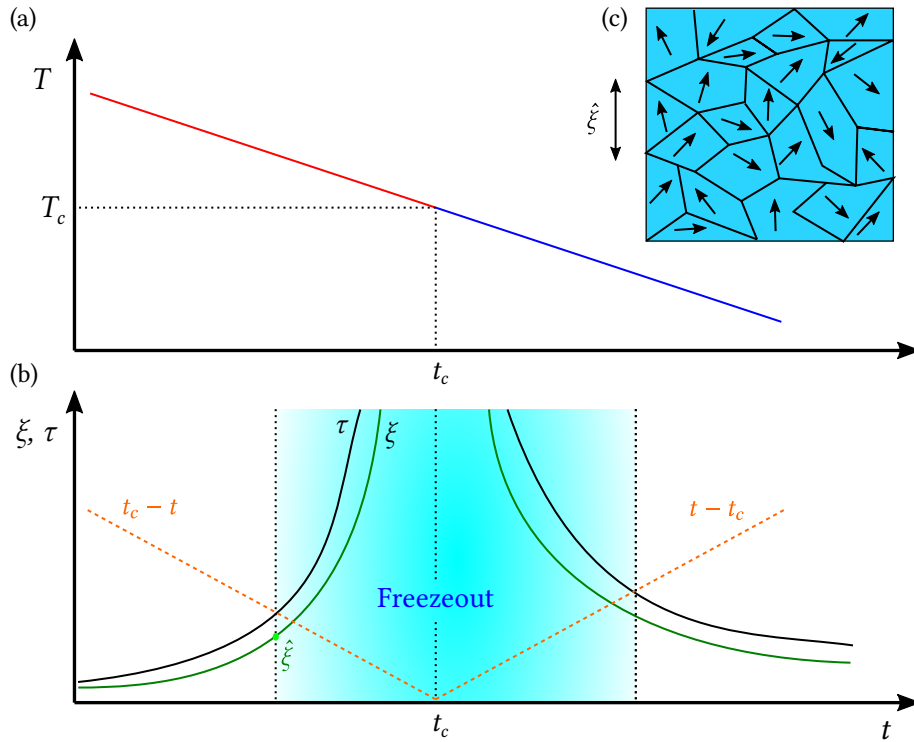 (a)
(c)
T
ξ̂
T_c
t_c
(b)
ξ, τ
τ
ξ
t_c − t
t − t_c
Freezeout
ξ̂
t_c
t